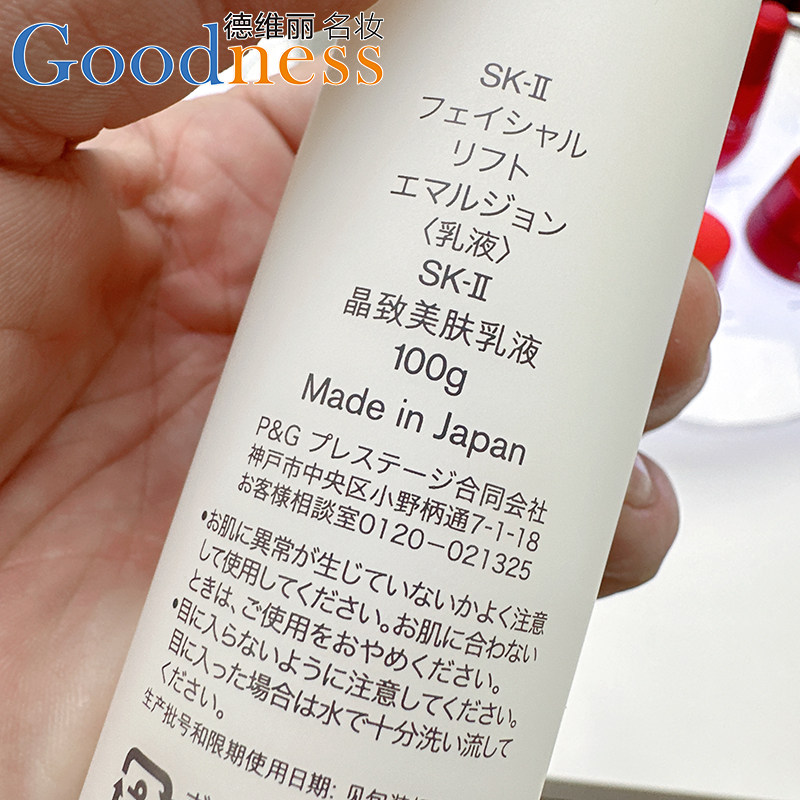 德维丽 名妆
Goodness
SK-II
フェイシャル
リフト
エマルジョン
〈乳液〉
SK-II
晶致美肤乳液
100g
Made in Japan
P&G プレステージ合同会社
神戸市中央区小野柄通7-1-18
お客様相談室0120-021325
•お肌に異常が生じていないかよく注意
して使用してください。お肌に合わない
ときは、ご使用をおやめください。
•目に入らないように注意してください。
目に入った場合は水で十分洗い流して
ください。
生产批号和限期使用日期: 见包装